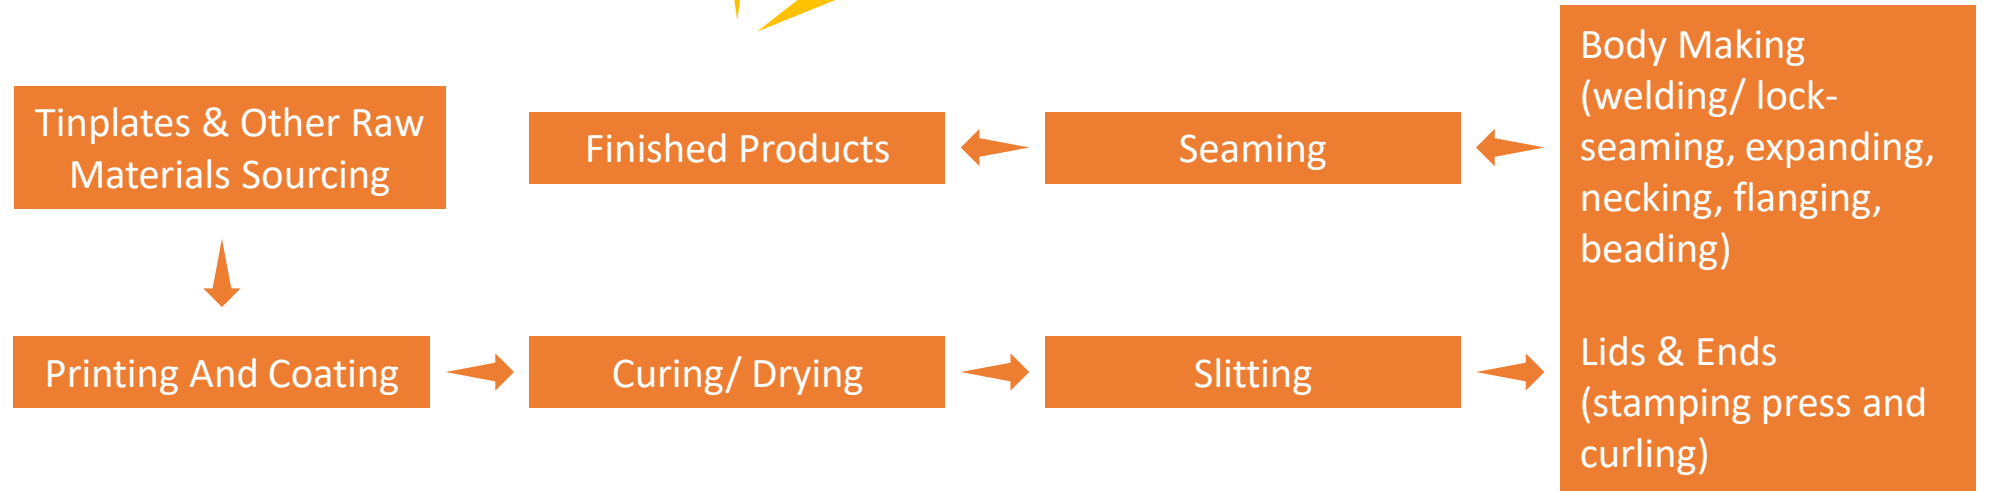 Tinplates & Other Raw
Materials Sourcing
Printing And Coating
Curing/ Drying
Slitting
Body Making
(welding/ lock-
seaming, expanding,
necking, flanging,
beading)
Lids & Ends
(stamping press and
curling)
Seaming
Finished Products